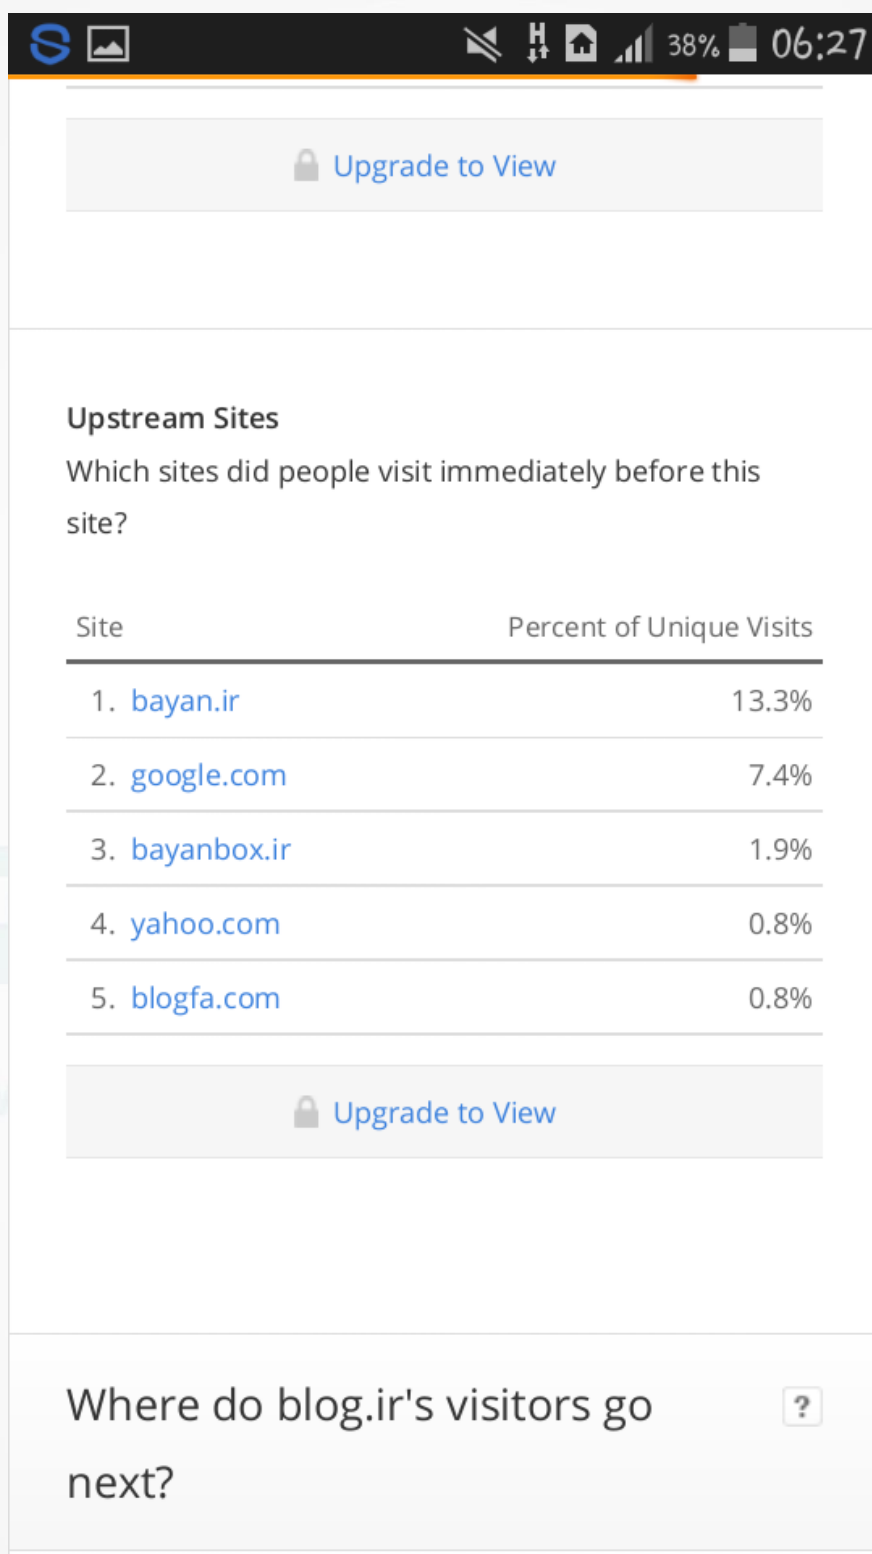 38% 06:27
Upgrade to View
Upstream Sites
Which sites did people visit immediately before this
site?
Site Percent of Unique Visits
1. bayan.ir 13.3%
2. google.com 7.4%
3. bayanbox.ir 1.9%
4. yahoo.com 0.8%
5. blogfa.com 0.8%
Upgrade to View
Where do blog.ir's visitors go ?
next?